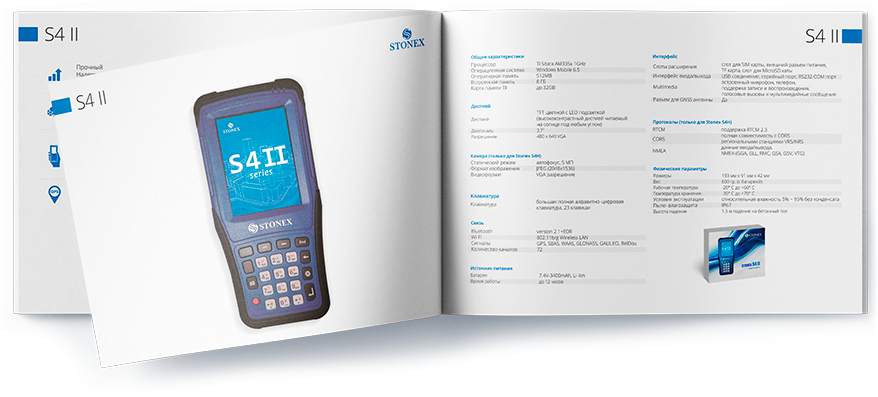 S4 II
Прочный
S4 II
STONEX
STONEX
S4 II
series
STONEX
GPS
S4 II
Общие характеристики
Процессор TI Sitara AM335x 1GHz
Операционная система Windows Mobile 6.5
Оперативная память 512MB
Встроенная память 8 ГБ
Карта памяти TF до 32GB
Дисплей
Дисплей TFT цветной с LED подсветкой
(высококонтрастный дисплей читаемый
на солнце под любым углом)
Диагональ 3.7"
Разрешение 480 x 640 VGA
Камера (только для Stonex S4H)
Статический режим автофокус, 5 МП
Формат изображения JPEG (2048x1536)
Видеоформат VGA разрешение
Клавиатура
Клавиатура большая полная алфавитно-цифровая
клавиатура, 23 клавиши
Связь
Bluetooth version 2.1+EDR
Wi-Fi 802.11b/g Wireless LAN
Сигналы GPS, SBAS, WAAS, GLONASS, GALILEO, BeiDou
Количество каналов 72
Источник питания
Батарея 7.4V-3400mAh, Li-ion
Время работы до 12 часов
Интерфейс
Слоты расширения слот для SIM карты, внешний разъем питания,
TF карта, слот для MicroSD карты
Интерфейс входа/выхода USB соединение, серийный порт, RS232 COM порт
Multimedia встроенный микрофон, телефон,
поддержка записи и воспроизведения,
голосовые вызовы и мультимедийные сообщения
Разъем для GNSS антенны Да
Протоколы (только для Stonex S4H)
RTCM поддержка RTCM 2.3
CORS полная совместимость с CORS
региональными станциями VRS/NRS
NMEA данные ввода/вывода,
NMEA (GGA, GLL, RMC, GSA, GSV, VTG)
Физические параметры
Размеры 193 мм x 91 мм x 42 мм
Вес 600 гр. (с батареей)
Рабочая температура -20° C до +60° C
Температура хранения -30° C до +70° C
Условия эксплуатации относительная влажность 5% ~ 95% без конденсата
Пыле- влагозащита IP67
Высота падения 1.5 м падение на бетонный пол